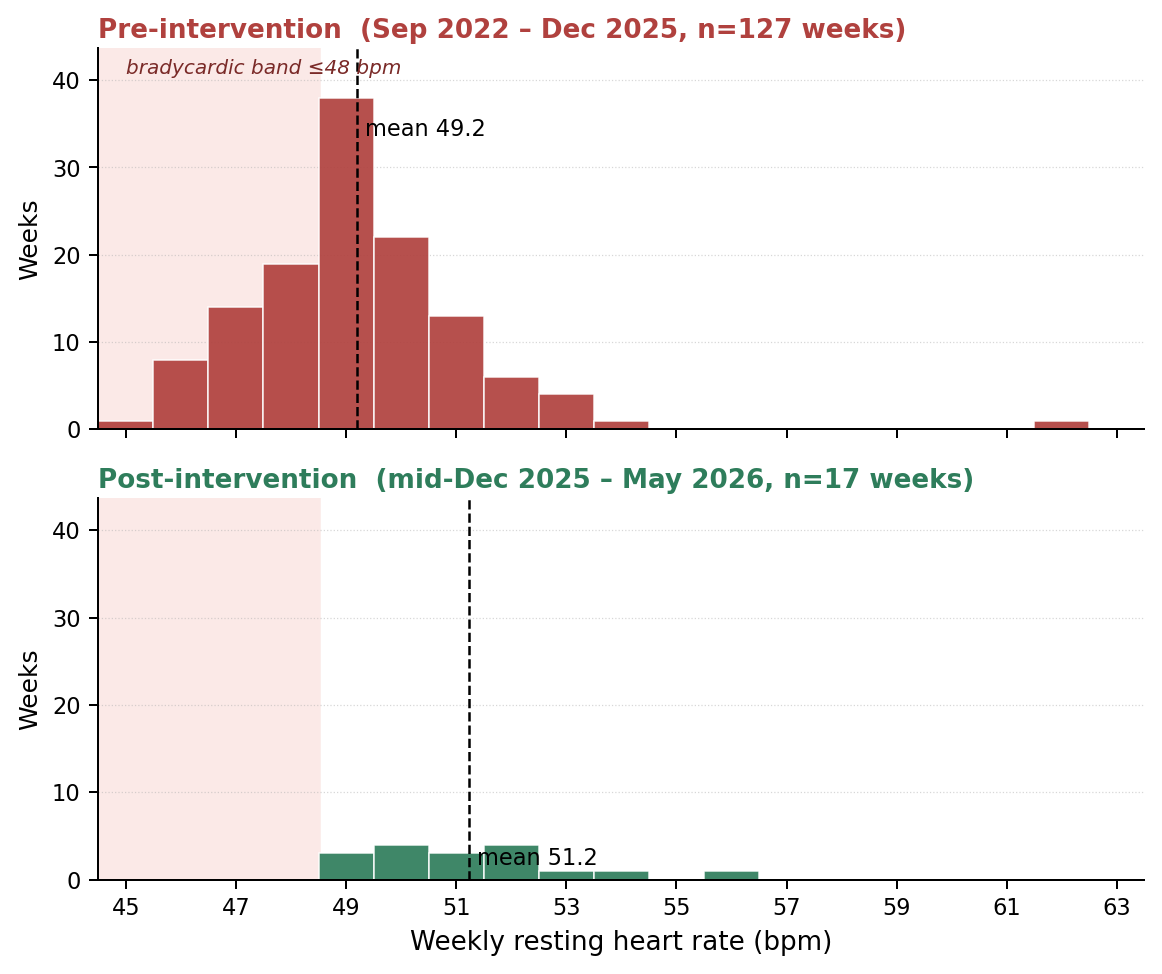 Pre-intervention (Sep 2022 – Dec 2025, n=127 weeks)
bradycardic band ≤48 bpm
40
mean 49.2
30
Weeks
20
10
0
Post-intervention (mid-Dec 2025 – May 2026, n=17 weeks)
40
30
Weeks
20
10
mean 51.2
0
45 47 49 51 53 55 57 59 61 63
Weekly resting heart rate (bpm)